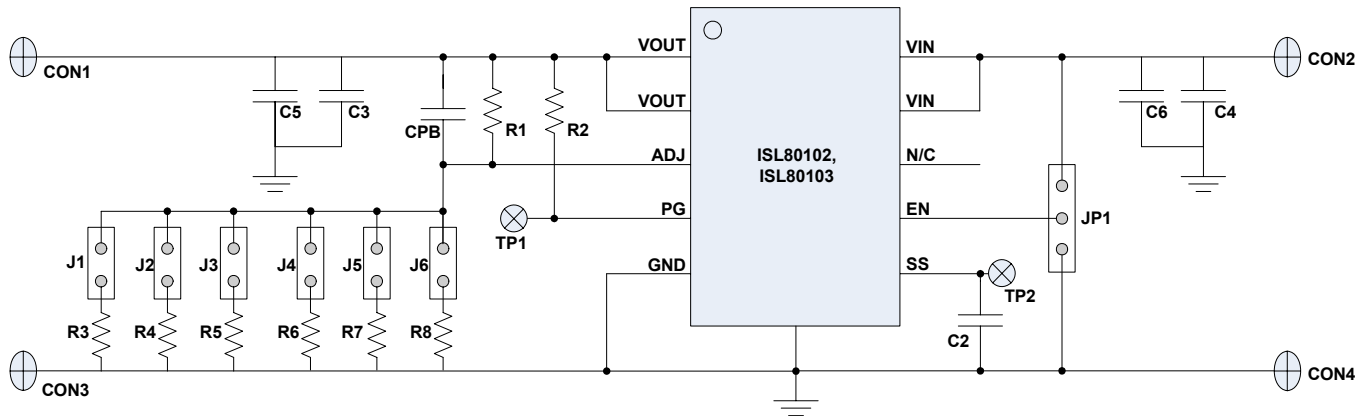 VOUT
VIN
CON1
CON2
C5
C3
VOUT
VIN
CPB
R1
R2
C6
C4
ADJ
ISL80102,
ISL80103
N/C
PG
EN
JP1
TP1
J1
J2
J3
J4
J5
J6
GND
SS
TP2
R3
R4
R5
R6
R7
R8
C2
CON3
CON4